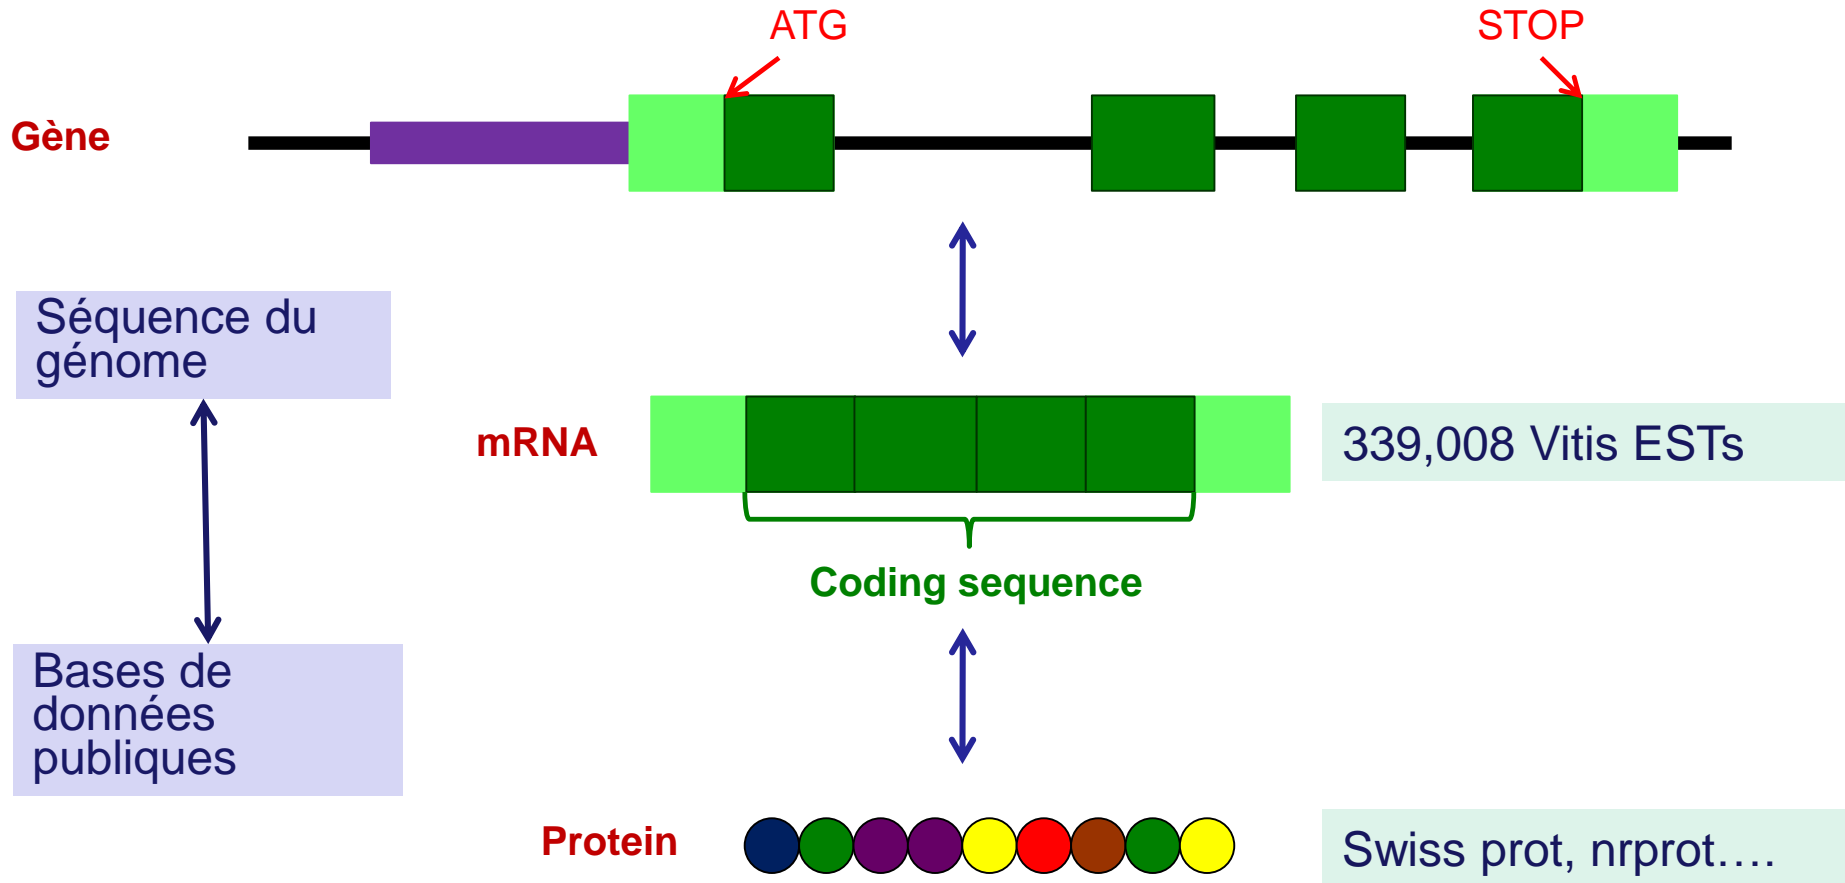 ATG
STOP
Gène
Séquence du
génome
mRNA
339,008 Vitis ESTs
Coding sequence
Bases de
données
publiques
Protein
Swiss prot, nrprot....